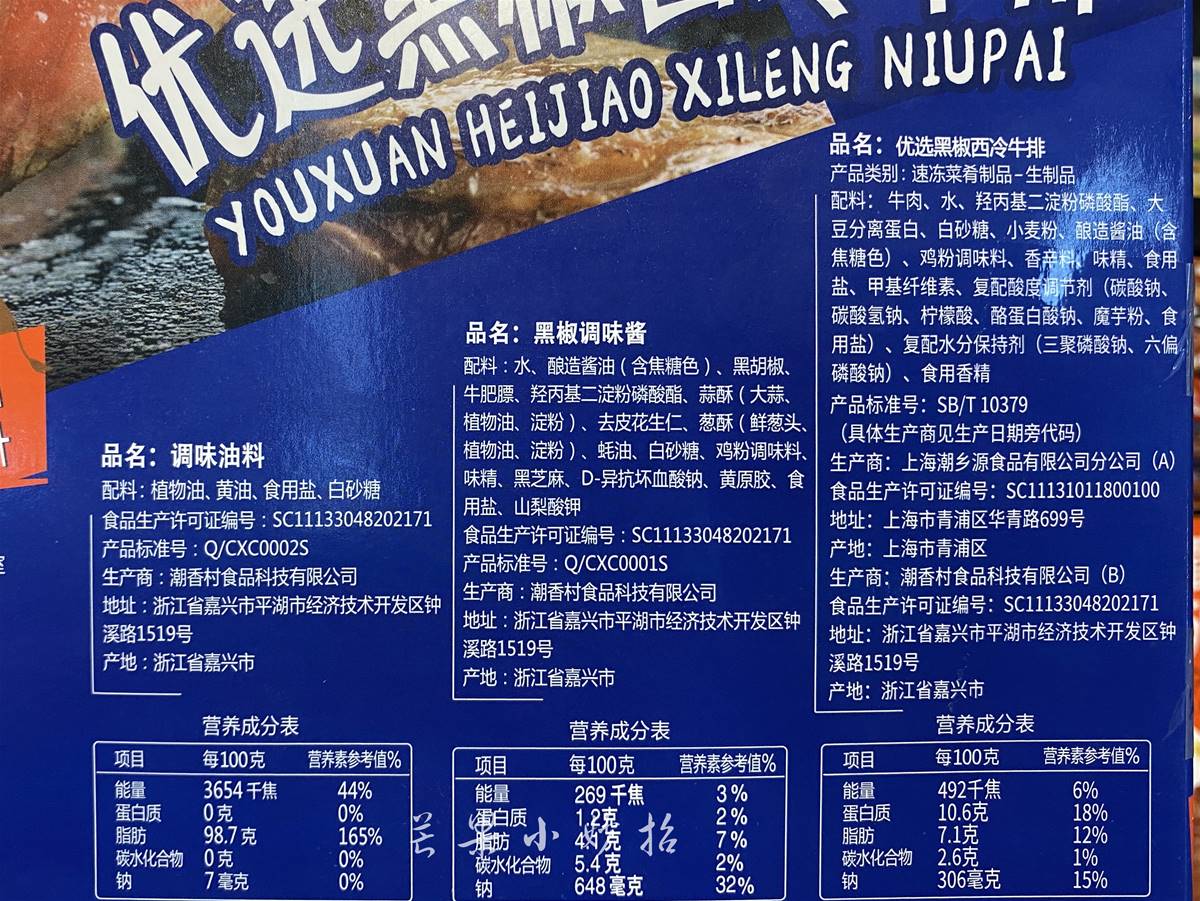 优选黑椒西冷牛排
YOUXUAN HEIJIAO XILENG NIUPAI
品名：调味油料
配料：植物油、黄油、食用盐、白砂糖
食品生产许可证编号：SC11133048202171
产品标准号：Q/CXC0002S
生产商：潮香村食品科技有限公司
地址：浙江省嘉兴市平湖市经济技术开发区钟
溪路1519号
产地：浙江省嘉兴市
营养成分表
项目 每100克 营养素参考值%
能量 3654千焦 44%
蛋白质 0克 0%
脂肪 98.7克 165%
碳水化合物 0克 0%
钠 7毫克 0%
品名：黑椒调味酱
配料：水、酿造酱油（含焦糖色）、黑胡椒、
牛肥膘、羟丙基二淀粉磷酸酯、蒜酥（大蒜、
植物油、淀粉）、去皮花生仁、葱酥（鲜葱头、
植物油、淀粉）、蚝油、白砂糖、鸡粉调味料、
味精、黑芝麻、D-异抗坏血酸钠、黄原胶、食
用盐、山梨酸钾
食品生产许可证编号：SC11133048202171
产品标准号：Q/CXC0001S
生产商：潮香村食品科技有限公司
地址：浙江省嘉兴市平湖市经济技术开发区钟
溪路1519号
产地：浙江省嘉兴市
营养成分表
项目 每100克 营养素参考值%
能量 269千焦 3%
蛋白质 1.2克 2%
脂肪 克 7%
碳水化合物 5.4克 2%
钠 648毫克 32%
品名：优选黑椒西冷牛排
产品类别：速冻菜肴制品-生制品
配料：牛肉、水、羟丙基二淀粉磷酸酯、大
豆分离蛋白、白砂糖、小麦粉、酿造酱油（含
焦糖色）、鸡粉调味料、香辛料、味精、食用
盐、甲基纤维素、复配酸度调节剂（碳酸钠、
碳酸氢钠、柠檬酸、酪蛋白酸钠、魔芋粉、食
用盐）、复配水分保持剂（三聚磷酸钠、六偏
磷酸钠）、食用香精
产品标准号：SB/T 10379
（具体生产商见生产日期旁代码）
生产商：上海潮乡源食品有限公司分公司（A）
食品生产许可证编号：SC11131011800100
地址：上海市青浦区华青路699号
产地：上海市青浦区
生产商：潮香村食品科技有限公司（B）
食品生产许可证编号：SC11133048202171
地址：浙江省嘉兴市平湖市经济技术开发区钟
溪路1519号
产地：浙江省嘉兴市
营养成分表
项目 每100克 营养素参考值%
能量 492千焦 6%
蛋白质 10.6克 18%
脂肪 7.1克 12%
碳水化合物 2.6克 1%
钠 306毫克 15%